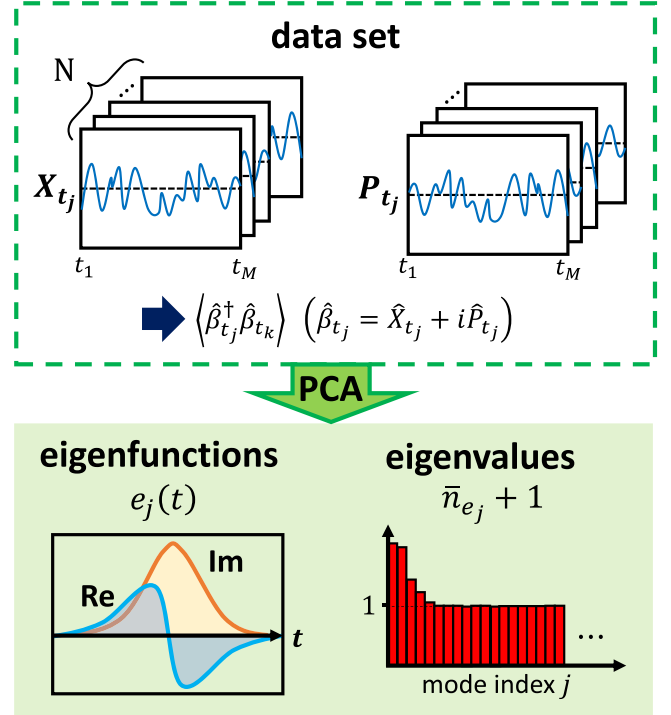 data set
N
X_{t_j}
t_1 t_M
P_{t_j}
t_1 t_M
⟨β̂†_{t_j} β̂_{t_k}⟩ (β̂_{t_j} = X̂_{t_j} + iP̂_{t_j})
PCA
eigenfunctions
e_j(t)
Im
Re
t
eigenvalues
n̄_{e_j} + 1
1
...
mode index j